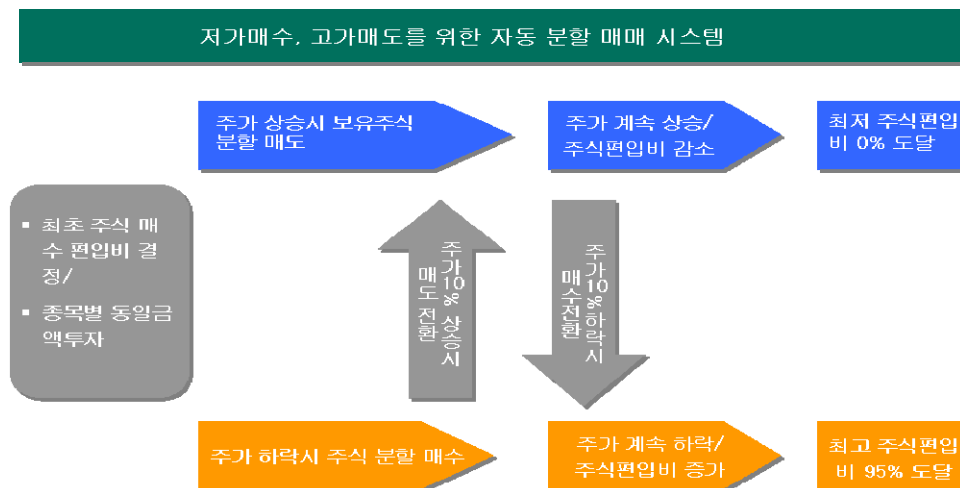 저가매수, 고가매도를 위한 자동 분할 매매 시스템
주가 상승시 보유주식
분할 매도
주가 계속 상승/
주식편입비 감소
최저 주식편입
비 0% 도달
▪ 최초 주식 매
수 편입비 결
정/
▪ 종목별 동일금
액투자
주가10% 상승시
매도 전환
주가10%하락시
매수전환
주가 하락시 주식 분할 매수
주가 계속 하락/
주식편입비 증가
최고 주식편입
비 95% 도달